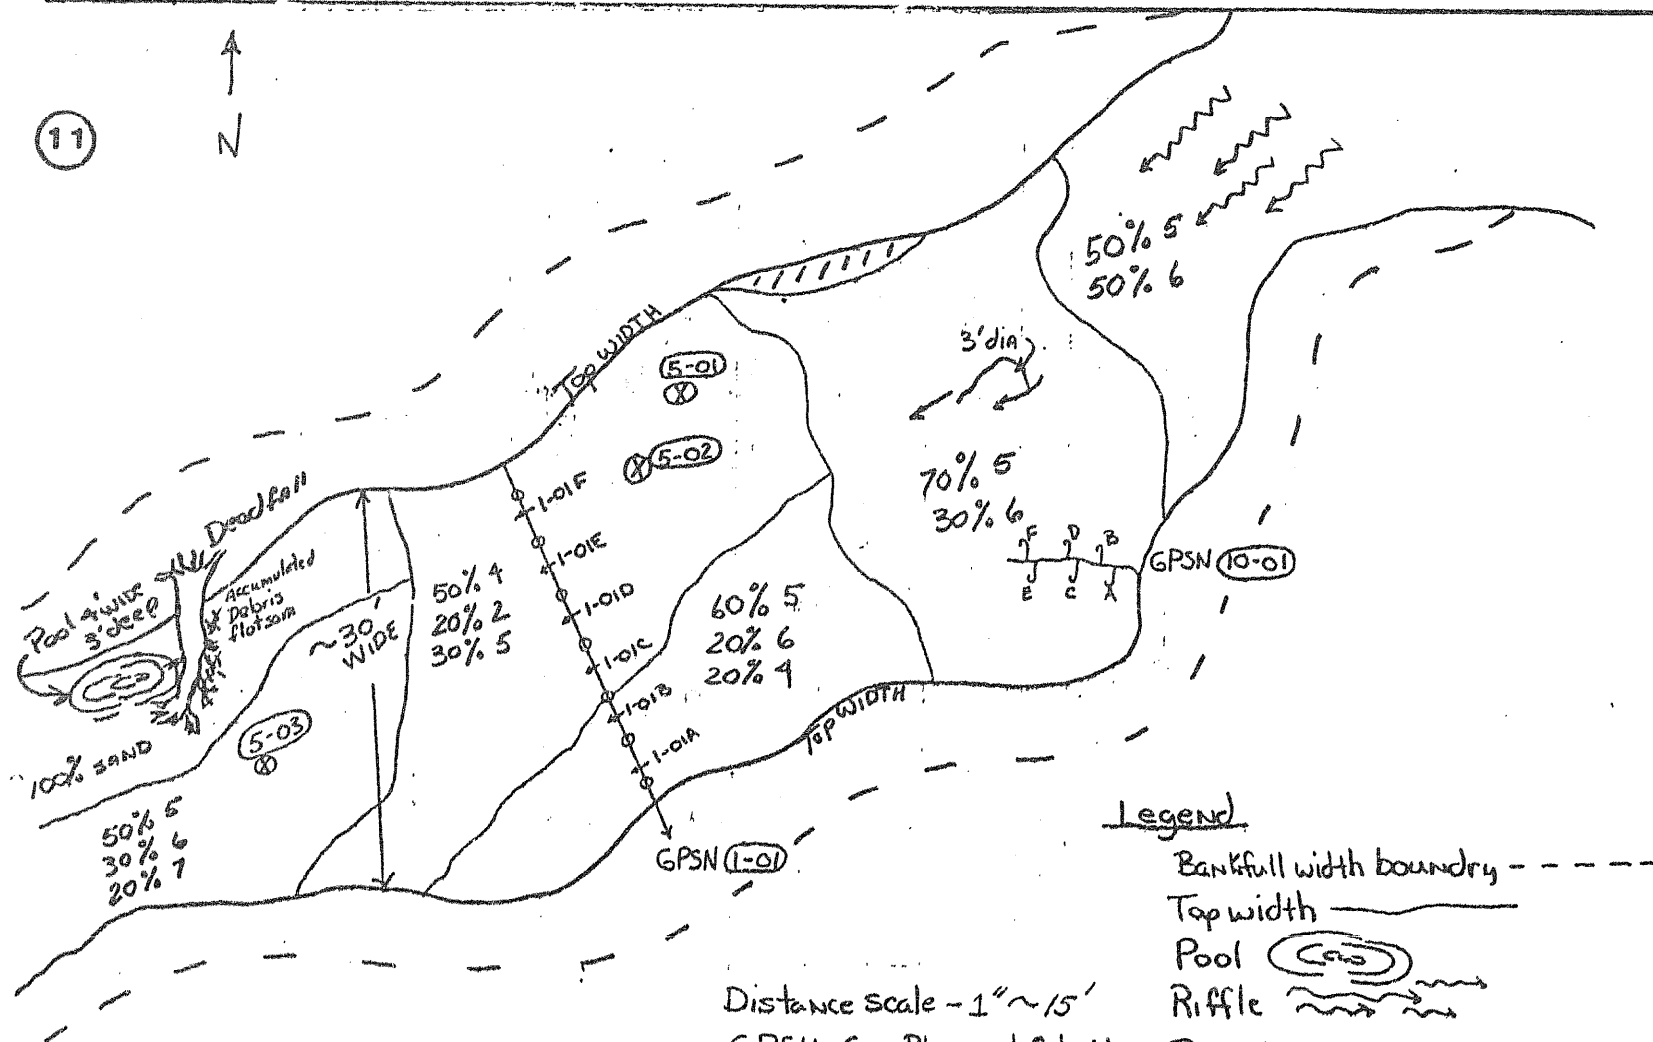 11
N
50% 5
50% 6
Top WIDTH
5-01
3' dia
5-02
70% 5
30% 6
F D B
E C A
GPSN 10-01
Deadfall
Accumulated
Debris
flotsam
Pool 4' wide
3' deep
~30'
WIDE
50% 4
20% 2
30% 5
1-01F
1-01E
1-01D
1-01C
1-01B
1-01A
60% 5
20% 6
20% 4
Top WIDTH
5-03
100% SAND
50% 5
30% 6
20% 7
GPSN 1-01
Legend
Bankfull width boundry
Top width
Pool
Riffle
Distance scale - 1" ~ 15'